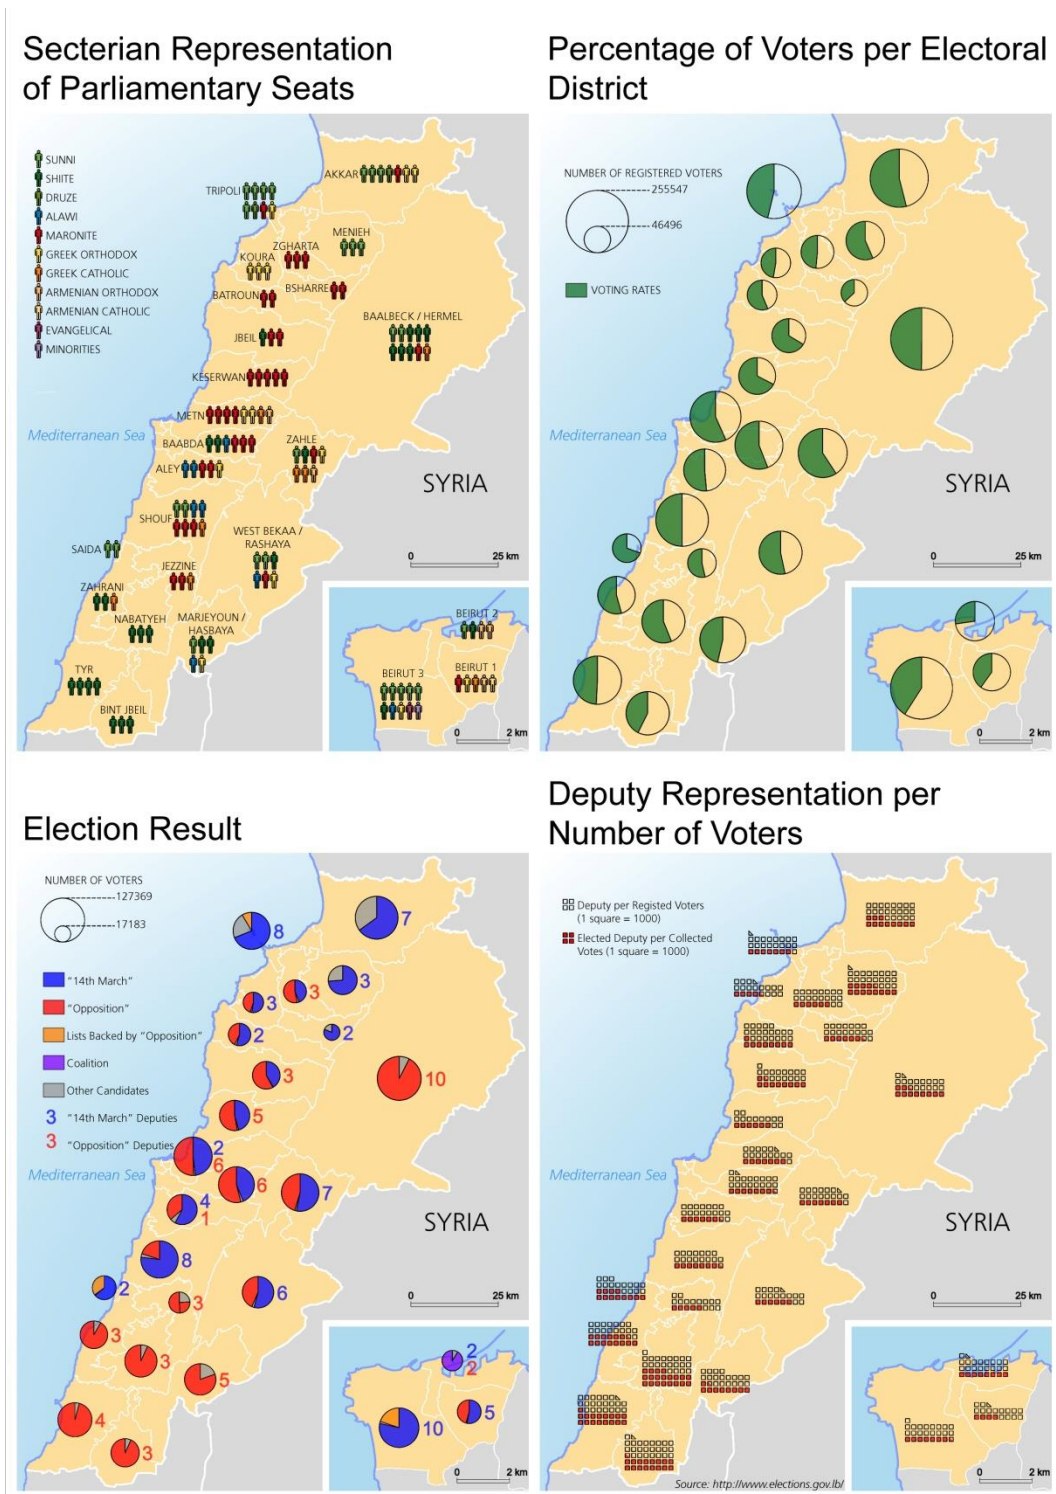 Secterian Representation
of Parliamentary Seats
SUNNI
SHIITE
DRUZE
ALAWI
MARONITE
GREEK ORTHODOX
GREEK CATHOLIC
ARMENIAN ORTHODOX
ARMENIAN CATHOLIC
EVANGELICAL
MINORITIES
AKKAR
TRIPOLI
MENIEH
ZGHARTA
KOURA
BSHARRE
BATROUN
BAALBECK / HERMEL
JBEIL
KESERWAN
METN
Mediterranean Sea
BAABDA
ZAHLE
ALEY
SYRIA
SHOUF
WEST BEKAA /
RASHAYA
SAIDA
JEZZINE
0 25 km
ZAHRANI
NABATYEH
MARJEYOUN /
HASBAYA
BEIRUT 2
TYR
BEIRUT 3
BEIRUT 1
BINT JBEIL
0 2 km
Percentage of Voters per Electoral
District
NUMBER OF REGISTERED VOTERS
255547
46496
VOTING RATES
Mediterranean Sea
SYRIA
0 25 km
0 2 km
Election Result
NUMBER OF VOTERS
127369
17183
"14th March"
"Opposition"
Lists Backed by "Opposition"
Coalition
Other Candidates
3 "14th March" Deputies
3 "Opposition" Deputies
7
8
3
3
3
2
2
3
10
5
2
6
Mediterranean Sea
6
7
4
1
SYRIA
8
2
6
3
0 25 km
3
3
5
2
2
4
10
5
3
0 2 km
Deputy Representation per
Number of Voters
Deputy per Registed Voters
(1 square = 1000)
Elected Deputy per Collected
Votes (1 square = 1000)
Mediterranean Sea
SYRIA
0 25 km
0 2 km
Source: http://www.elections.gov.lb/